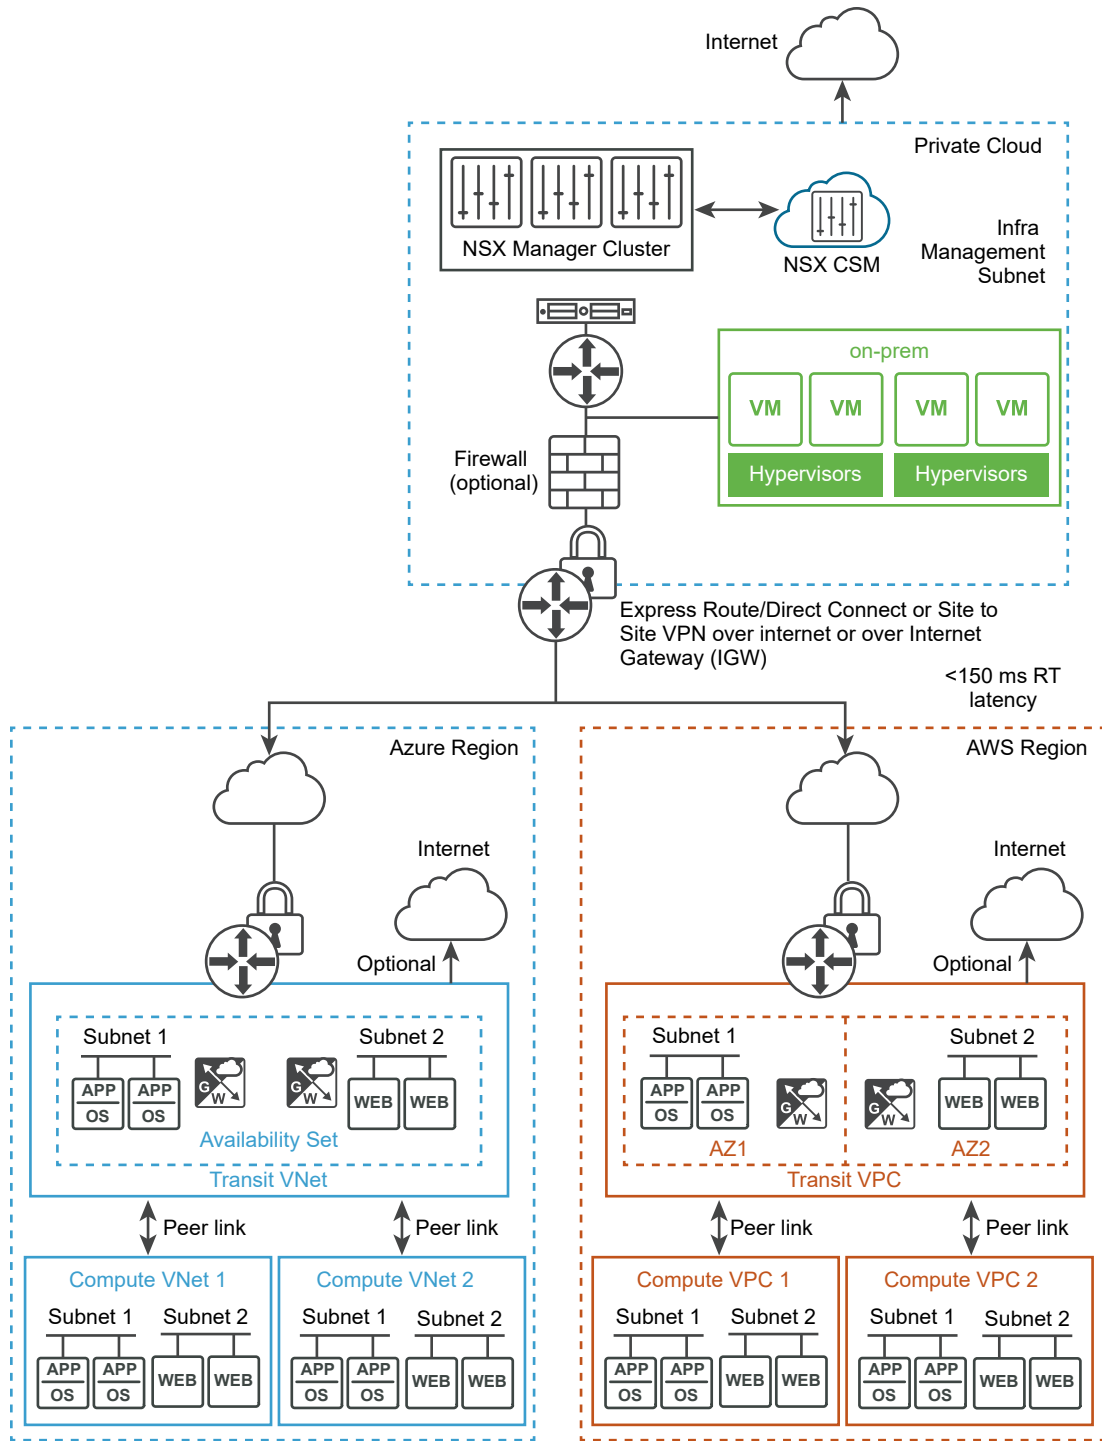 Internet
Private Cloud
NSX Manager Cluster
NSX CSM
Infra
Management
Subnet
on-prem
VM
VM
VM
VM
Hypervisors
Hypervisors
Firewall
(optional)
Express Route/Direct Connect or Site to
Site VPN over internet or over Internet
Gateway (IGW)
<150 ms RT
latency
Azure Region
Internet
Optional
Subnet 1
Subnet 2
APP
OS
APP
OS
G
W
G
W
WEB
WEB
Availability Set
Transit VNet
Peer link
Peer link
Compute VNet 1
Subnet 1
Subnet 2
APP
OS
APP
OS
WEB
WEB
Compute VNet 2
Subnet 1
Subnet 2
APP
OS
APP
OS
WEB
WEB
AWS Region
Internet
Optional
Subnet 1
Subnet 2
APP
OS
APP
OS
G
W
G
W
WEB
WEB
AZ1
AZ2
Transit VPC
Peer link
Peer link
Compute VPC 1
Subnet 1
Subnet 2
APP
OS
APP
OS
WEB
WEB
Compute VPC 2
Subnet 1
Subnet 2
APP
OS
APP
OS
WEB
WEB